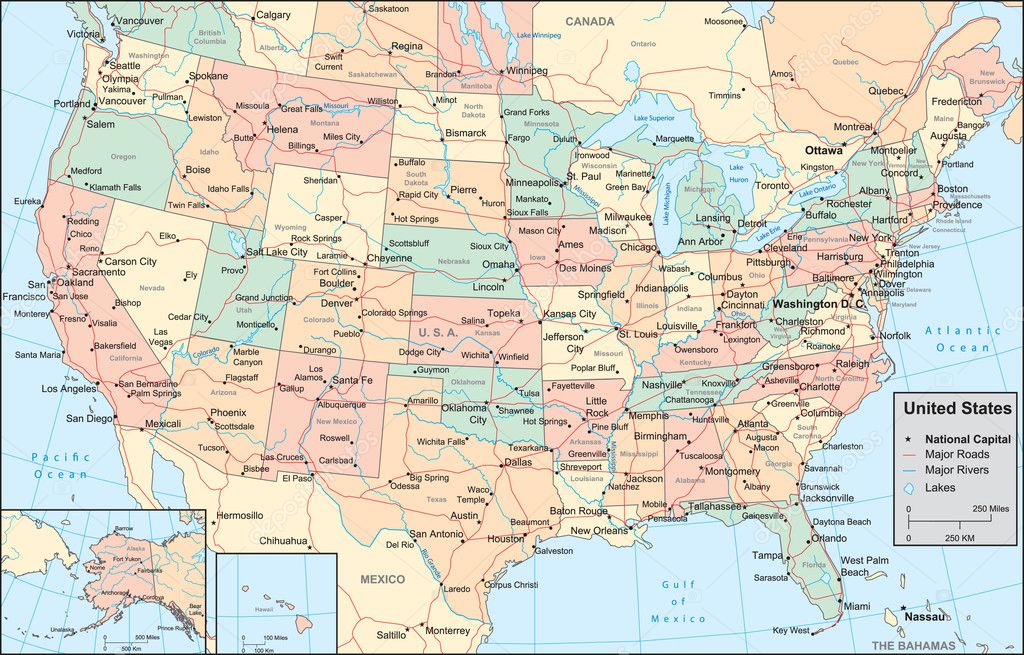 Calgary
Saskatoon
Vancouver
Victoria
British
Columbia
Alberta
Swift
Current
Regina
Saskatchewan
Brandon
Manitoba
Winnipeg
Lake Winnipeg
CANADA
Ontario
Moosonee
Amos
Timmins
Quebec
Quebec
New
Brunswick
Fredericton
Washington
Seattle
Olympia
Yakima
Vancouver
Spokane
Pullman
Lewiston
Portland
Salem
Oregon
Medford
Klamath Falls
Missoula
Great Falls
Missouri
Helena
Montana
Butte
Miles City
Billings
Williston
Minot
North
Dakota
Bismarck
Grand Forks
Fargo
Minnesota
Duluth
Lake Superior
Marquette
Ironwood
Wisconsin
St. Paul
Minneapolis
Mississippi
Mankato
Marinette
Green Bay
Lake Michigan
Michigan
Lake
Huron
Toronto
Lake Ontario
Kingston
Ottawa
Montreal
Montpelier
Vermont
Maine
Bangor
Augusta
Portland
Concord
New York
Albany
Rochester
Buffalo
Boston
Massachusetts
Providence
Rhode Island
Connecticut
Hartford
Idaho
Boise
Idaho Falls
Twin Falls
Sheridan
Casper
Wyoming
Rock Springs
Laramie
Cheyenne
Buffalo
South
Dakota
Rapid City
Pierre
Huron
Hot Springs
Sioux Falls
Scottsbluff
Nebraska
Sioux City
Omaha
Lincoln
Mason City
Ames
Iowa
Des Moines
Milwaukee
Madison
Chicago
Lansing
Ann Arbor
Detroit
Lake Erie
Erie
Cleveland
Pennsylvania
Pittsburgh
Harrisburg
New York
New Jersey
Trenton
Philadelphia
Wilmington
Dover
Delaware
Annapolis
Baltimore
Maryland
Washington D. C.
Eureka
Redding
Chico
Reno
Carson City
Sacramento
San
Francisco
Oakland
San Jose
Monterey
Fresno
Visalia
Bishop
Bakersfield
California
Santa Maria
Los Angeles
San Bernardino
Palm Springs
San Diego
Mexicali
Elko
Nevada
Ely
Las
Vegas
Cedar City
Salt Lake City
Provo
Utah
Monticello
Grand Junction
Fort Collins
Boulder
Denver
Colorado
Colorado Springs
Pueblo
Durango
Colorado
Marble
Canyon
Flagstaff
Arizona
Phoenix
Scottsdale
Tucson
Bisbee
Gallup
Los
Alamos
Santa Fe
Albuquerque
New Mexico
Roswell
Carlsbad
Las Cruces
El Paso
U. S. A.
Salina
Topeka
Kansas
Dodge City
Wichita
Winfield
Kansas City
Jefferson
City
Missouri
Poplar Bluff
St. Louis
Springfield
Illinois
Indianapolis
Indiana
Wabash
Columbus
Ohio
Dayton
Cincinnati
Ohio
Louisville
Frankfort
Lexington
Owensboro
Kentucky
West
Virginia
Charleston
Richmond
Virginia
Roanoke
Norfolk
Guymon
Oklahoma
Tulsa
Oklahoma
City
Shawnee
Amarillo
Wichita Falls
Fayetteville
Little
Rock
Hot Springs
Pine Bluff
Arkansas
Greenville
Texarkana
Nashville
Knoxville
Tennessee
Chattanooga
Memphis
Huntsville
Greensboro
Raleigh
Asheville
Charlotte
North Carolina
Greenville
Columbia
South
Carolina
Charleston
Atlanta
Augusta
Macon
Georgia
Savannah
Albany
Brunswick
Jacksonville
Birmingham
Tuscaloosa
Montgomery
Alabama
Mobile
Mississippi
Mississippi
Jackson
Natchez
Shreveport
Louisiana
Baton Rouge
New Orleans
Pensacola
Tallahassee
Gainesville
Daytona Beach
Orlando
Tampa
Florida
Sarasota
West Palm
Beach
Miami
Key West
Nassau
THE BAHAMAS
Dallas
Big Spring
Odessa
Texas
Waco
Temple
Austin
Beaumont
San Antonio
Houston
Galveston
Del Rio
Rio Grande
Laredo
Corpus Christi
Hermosillo
Chihuahua
MEXICO
Saltillo
Monterrey
Pacific
Ocean
Atlantic
Ocean
Gulf
of
Mexico
Barrow
Alaska
Fort Yukon
Nome
Fairbanks
Anchorage
Cordova
Bear
Lake
Prince Rupert
Unalaska
0 500 Miles
0 500 KM
Hawaii
0 100 Miles
0 100 KM
United States
National Capital
Major Roads
Major Rivers
Lakes
0 250 Miles
0 250 KM